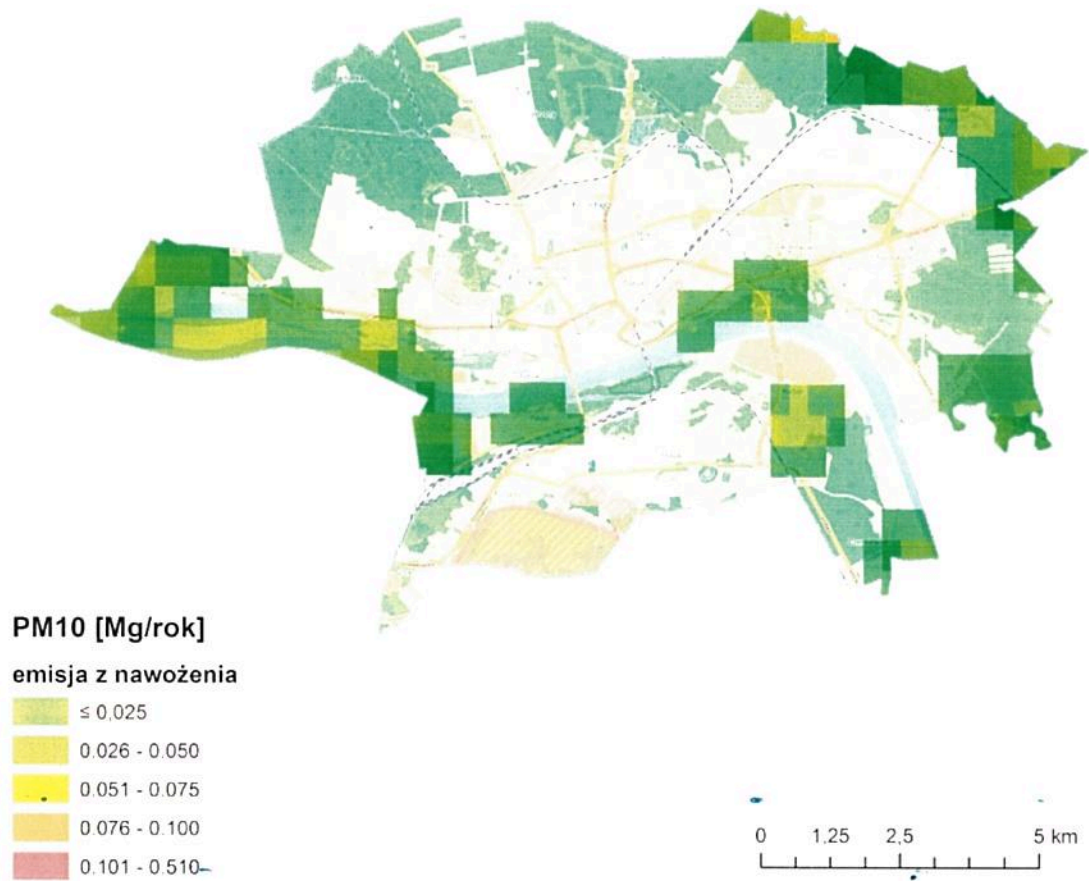 PM10 [Mg/rok]
emisja z nawożenia
≤ 0,025
0.026 - 0.050
0.051 - 0.075
0.076 - 0.100
0.101 - 0.510
0 1,25 2,5 5 km